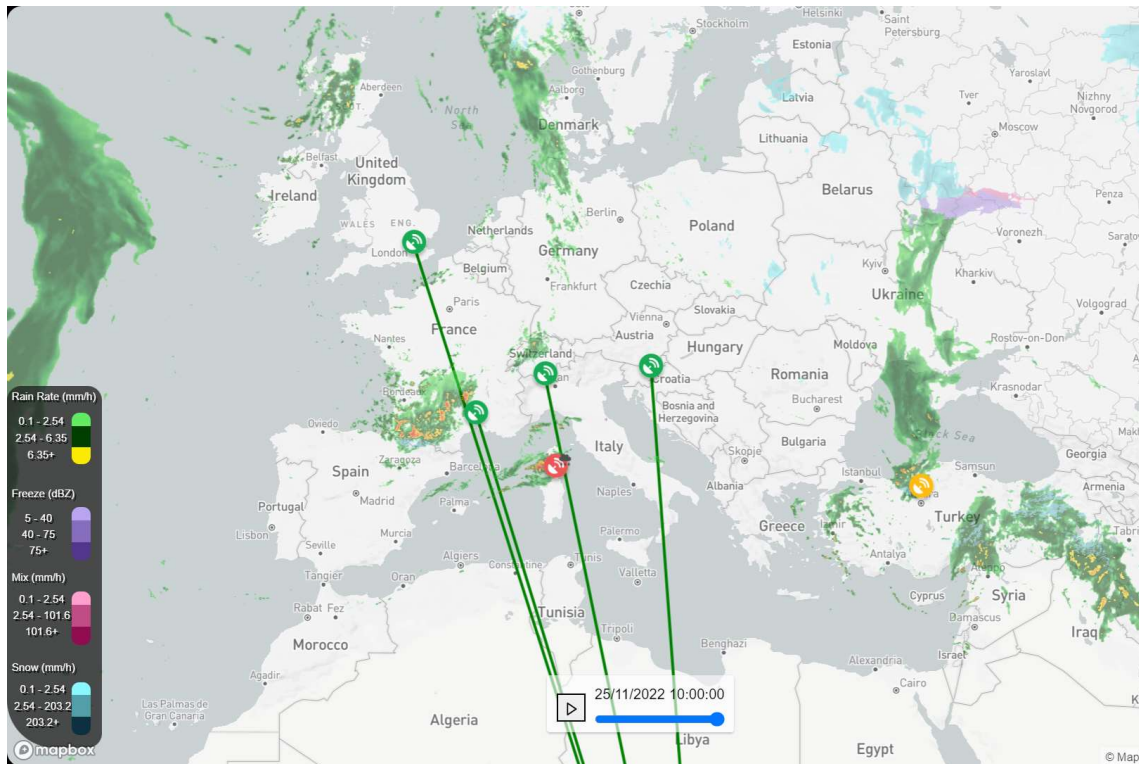 Stockholm
Helsinki
Saint
Petersburg
Estonia
Yaroslavl
Gothenburg
Aberdeen
Aalborg
Latvia
Tver
Nizhny
Novgorod
North
Denmark
Moscow
Lithuania
Belfast
United
Kingdom
Ireland
Belarus
Penza
Berlin
Poland
WALES ENG.
Netherlands
Voronezh
London
Germany
Saratov
Kyiv
Kharkiv
Belgium
Frankfurt
Czechia
Ukraine
Paris
Volgograd
Slovakia
France
Vienna
Austria
Nantes
Moldova
Rostov-on-Don
Switzerland
Hungary
Romania
Croatia
Krasnodar
Bordeaux
Bucharest
Bosnia and
Herzegovina
Oviedo
Italy
Bulgaria
Black Sea
Skopje
Georgia
Zaragoza
Spain
Barcelona
Istanbul
Samsun
Albania
Armenia
Naples
Madrid
Palma
Portugal
Turkey
Greece
Izmir
Lisbon
Murcia
Palermo
Seville
Antalya
Algiers
Tunis
Constantine
Aleppo
Valletta
Tangier
Oran
Cyprus
Syria
Rabat Fez
Tunisia
Damascus
Tripoli
Iraq
Morocco
Benghazi
Israel
Alexandria
Agadir
Cairo
Las Palmas de
Gran Canaria
Algeria
Libya
Egypt
Rain Rate (mm/h)
0.1 - 2.54
2.54 - 6.35
6.35+
Freeze (dBZ)
5 - 40
40 - 75
75+
Mix (mm/h)
0.1 - 2.54
2.54 - 101.6
101.6+
Snow (mm/h)
0.1 - 2.54
2.54 - 203.2
203.2+
25/11/2022 10:00:00
mapbox
© Map